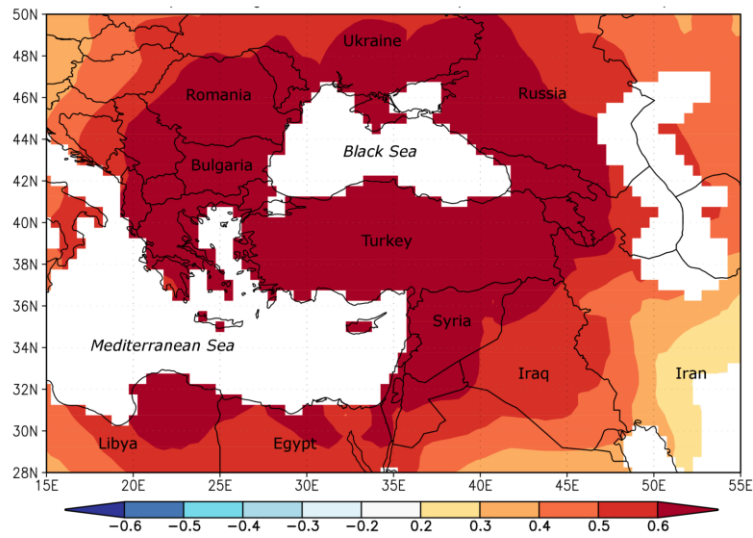 50N
Ukraine
48N
46N
Romania
Russia
44N
Black Sea
Bulgaria
42N
40N
Turkey
38N
36N
Syria
34N
Mediterranean Sea
Iraq
Iran
32N
30N
Libya
Egypt
28N
15E 20E 25E 30E 35E 40E 45E 50E 55E
-0.6 -0.5 -0.4 -0.3 -0.2 0.2 0.3 0.4 0.5 0.6